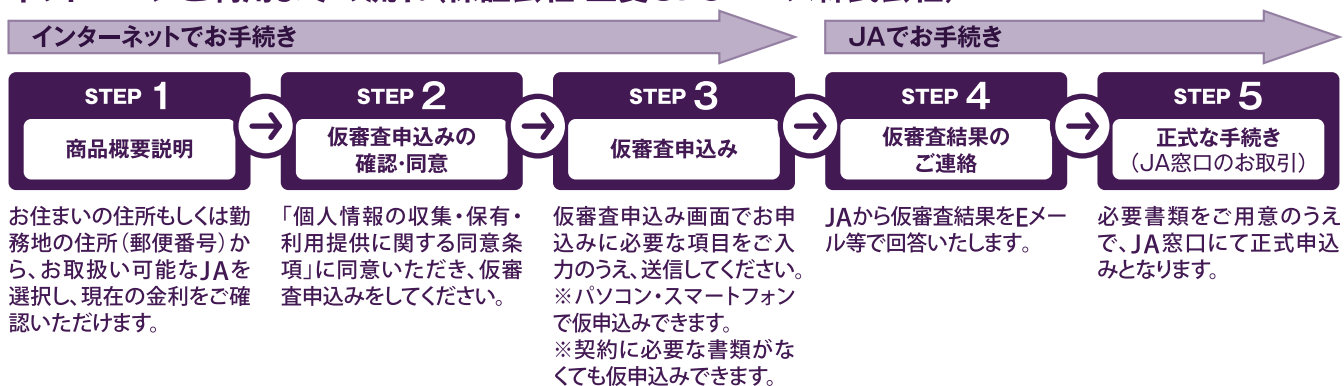 インターネットでお手続き
JAでお手続き
STEP 1
商品概要説明
お住まいの住所もしくは勤
務地の住所(郵便番号)か
ら、お取扱い可能なJAを
選択し、現在の金利をご確
認いただけます。
STEP 2
仮審査申込みの
確認・同意
「個人情報の収集・保有・
利用提供に関する同意条
項」に同意いただき、仮審
査申込みをしてください。
STEP 3
仮審査申込み
仮審査申込み画面でお申
込みに必要な項目をご入
力のうえ、送信してください。
※パソコン・スマートフォン
で仮申込みできます。
※契約に必要な書類がな
くても仮申込みできます。
STEP 4
仮審査結果の
ご連絡
JAから仮審査結果をEメー
ル等で回答いたします。
STEP 5
正式な手続き
(JA窓口のお取引)
必要書類をご用意のうえ
で、JA窓口にて正式申込
みとなります。